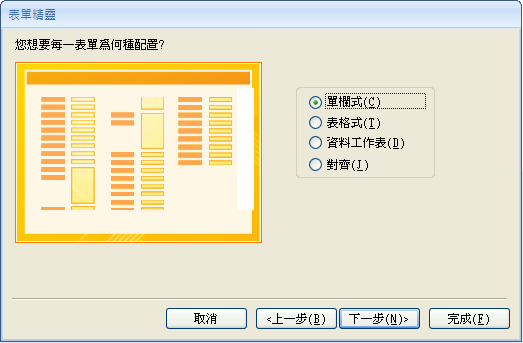 表單精靈
您想要每一表單為何種配置?
單欄式(C)
表格式(T)
資料工作表(D)
對齊(J)
取消
<上一步(B)
下一步(N)>
完成(F)